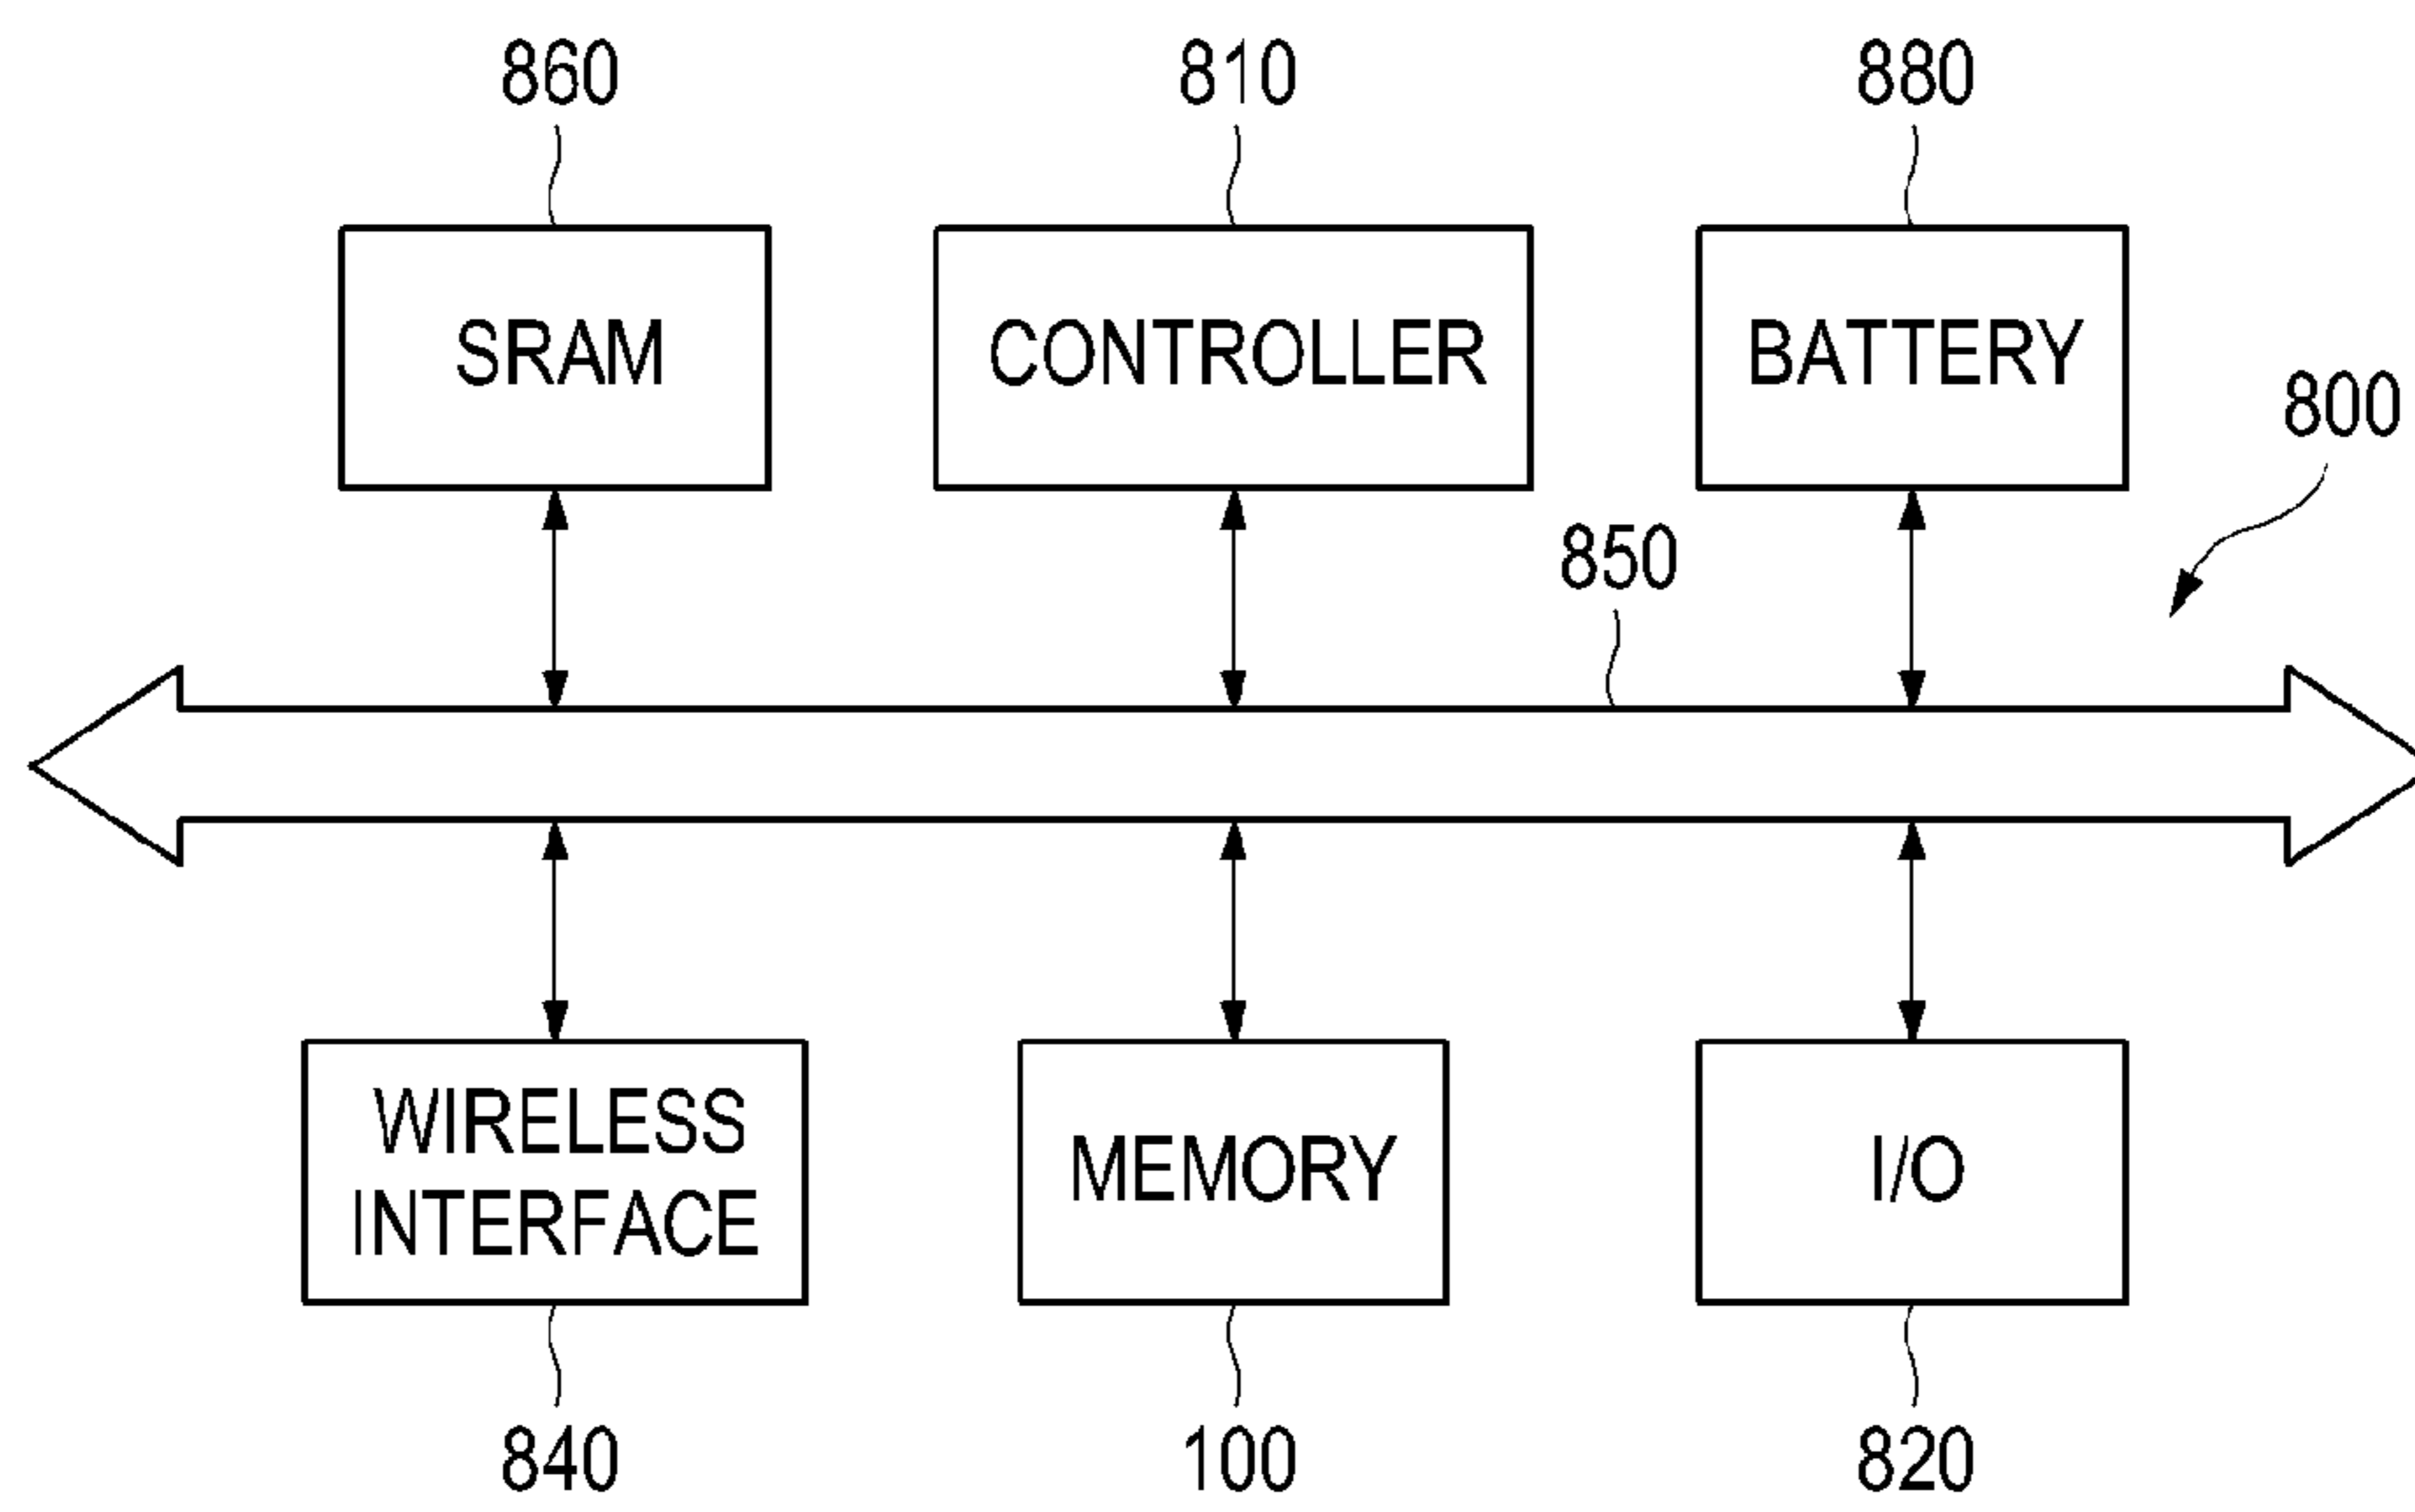 860
810
880
SRAM
CONTROLLER
BATTERY
800
850
WIRELESS
INTERFACE
MEMORY
I/O
840
100
820